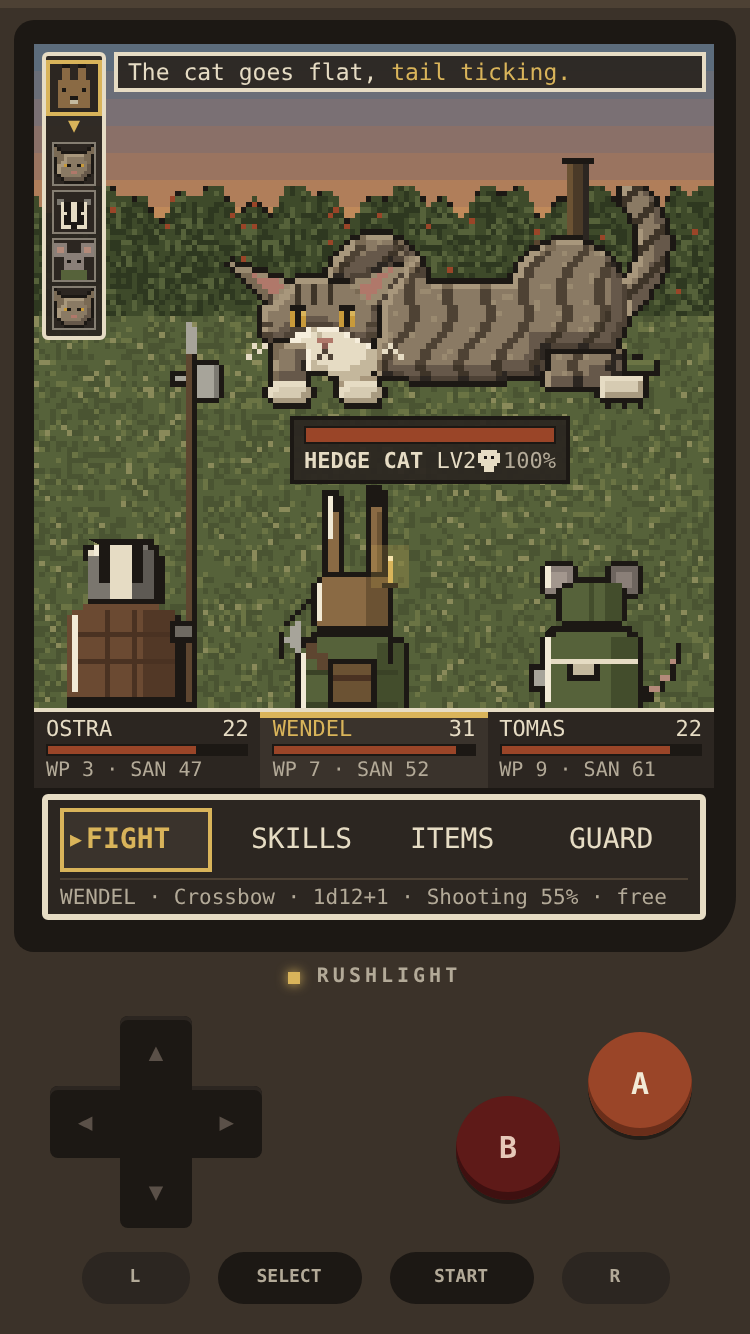 The cat goes flat, tail ticking.
HEDGE CAT LV2 100%
OSTRA 22 WENDEL 31 TOMAS 22
WP 3 · SAN 47 WP 7 · SAN 52 WP 9 · SAN 61
▶FIGHT SKILLS ITEMS GUARD
WENDEL · Crossbow · 1d12+1 · Shooting 55% · free
RUSHLIGHT
A
B
L SELECT START R